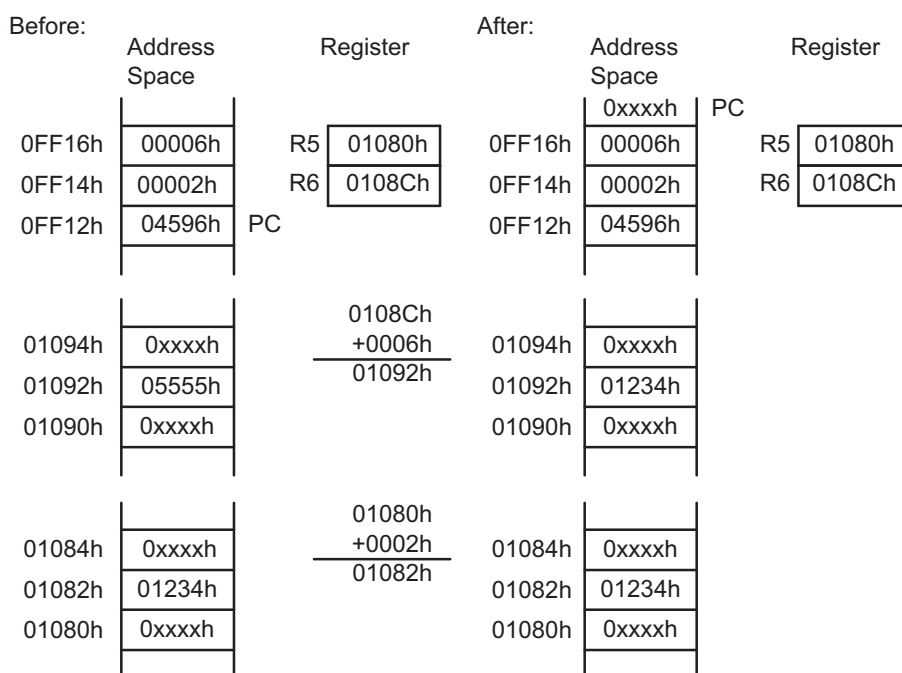 Before:
Address Space
Register
0FF16h 00006h R5 01080h
0FF14h 00002h R6 0108Ch
0FF12h 04596h PC
0108Ch
01094h 0xxxxh +0006h
01092h 05555h 01092h
01090h 0xxxxh
01080h
01084h 0xxxxh +0002h
01082h 01234h 01082h
01080h 0xxxxh
After:
Address Space
Register
0xxxxh PC
0FF16h 00006h R5 01080h
0FF14h 00002h R6 0108Ch
0FF12h 04596h
01094h 0xxxxh
01092h 01234h
01090h 0xxxxh
01084h 0xxxxh
01082h 01234h
01080h 0xxxxh